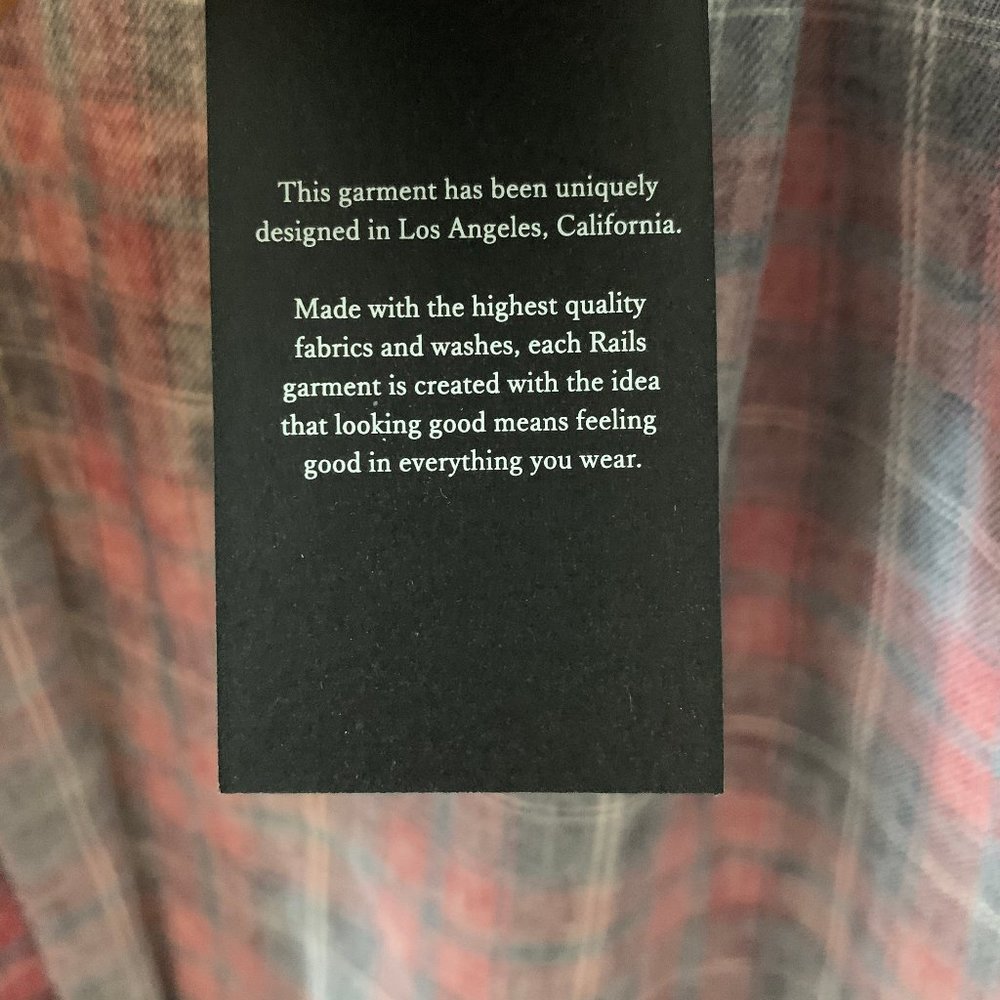 This garment has been uniquely
designed in Los Angeles, California.
Made with the highest quality
fabrics and washes, each Rails
garment is created with the idea
that looking good means feeling
good in everything you wear.